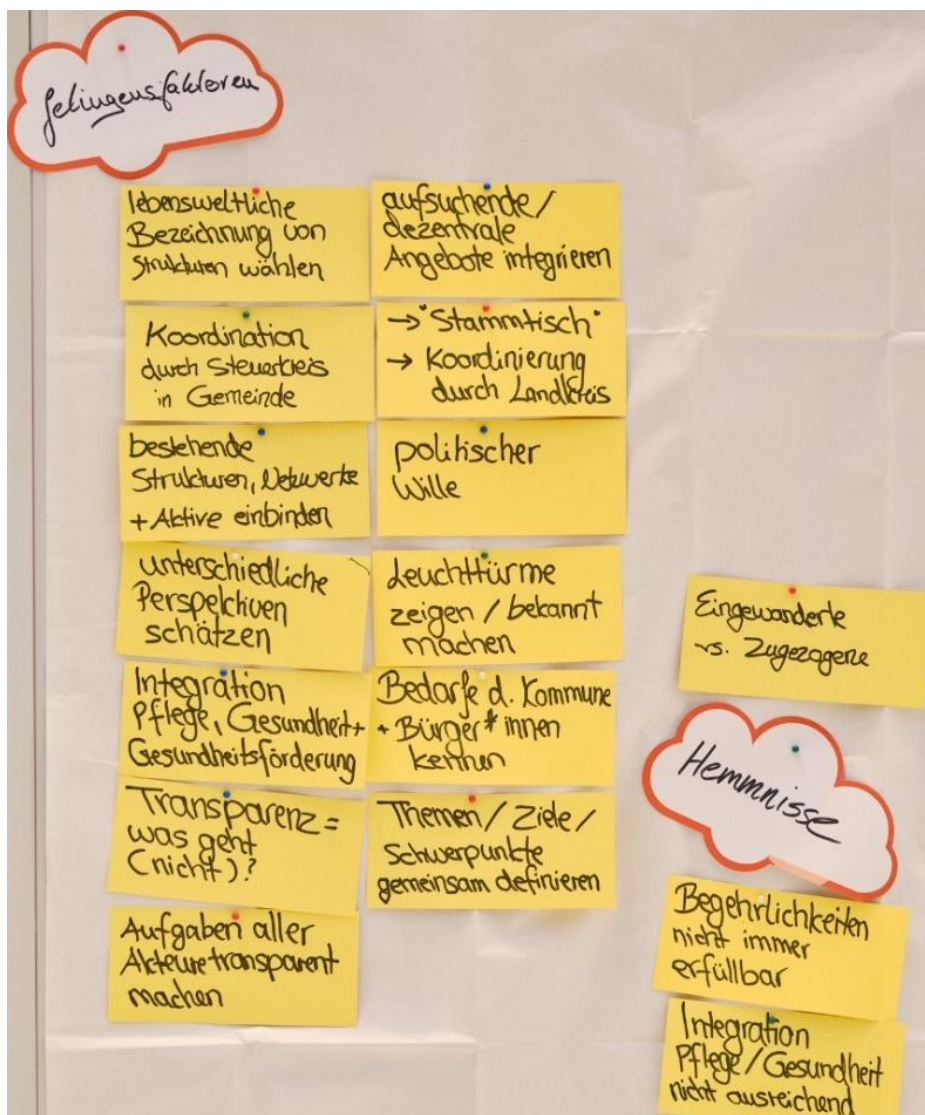 Gelingensfaktoren
lebensweltliche
Bezeichnung von
Strukturen wählen
Koordination
durch Steuerkreis
in Gemeinde
bestehende
Strukturen, Netzwerke
+ Aktive einbinden
unterschiedliche
Perspektiven
schätzen
Integration
Pflege, Gesundheit +
Gesundheitsförderung
Transparenz =
was geht
(nicht)?
Aufgaben aller
Akteure transparent
machen
aufsuchende/
dezentrale
Angebote integrieren
→ "Stammtisch"
→ Koordinierung
durch Landkreis
politischer
Wille
Leuchttürme
zeigen / bekannt
machen
Bedarfe d. Kommune
+ Bürger*innen
kennen
Themen / Ziele /
Schwerpunkte
gemeinsam definieren
Eingewanderte
vs. Zugezogene
Hemmnisse
Begehrlichkeiten
nicht immer
erfüllbar
Integration
Pflege / Gesundheit
nicht ausreichend